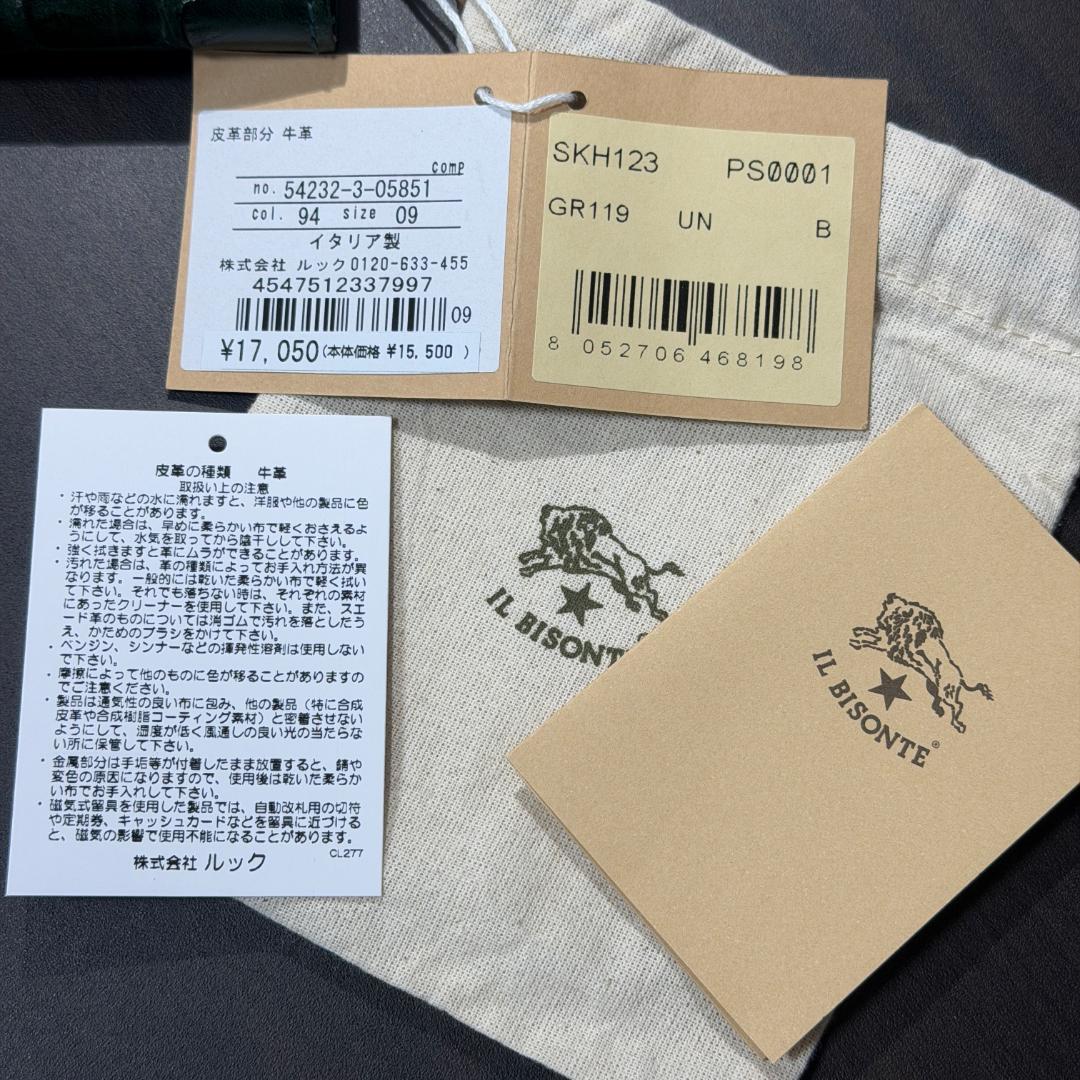 皮革部分 牛革
comp
no. 54232-3-05851
col. 94 size 09
イタリア製
株式会社 ルック0120-633-455
4547512337997
09
¥17,050(本体価格 ¥15,500 )
SKH123 PS0001
GR119 UN B
8 052706 468198
皮革の種類 牛革
取扱い上の注意
・汗や雨などの水に濡れますと、洋服や他の製品に色
が移ることがあります。
・濡れた場合は、早めに柔らかい布で軽くおさえるよ
うにして、水気を取ってから陰干しして下さい。
・強く拭きますと革にムラができることがあります。
・汚れた場合は、革の種類によってお手入れ方法が異
なります。一般的には乾いた柔らかい布で軽く拭い
て下さい。それでも落ちない時は、それぞれの素材
にあったクリーナーを使用して下さい。また、スエ
ード革のものについては消ゴムで汚れを落としたう
え、かためのブラシをかけて下さい。
・ベンジン、シンナーなどの揮発性溶剤は使用しない
で下さい。
・摩擦によって他のものに色が移ることがありますの
でご注意ください。
・製品は通気性の良い布に包み、他の製品（特に合成
皮革や合成樹脂コーティング素材）と密着させない
ようにして、湿度が低く風通しの良い光の当たらな
い所に保管して下さい。
・金属部分は手垢等が付着したまま放置すると、錆や
変色の原因になりますので、使用後は乾いた柔らか
い布でお手入れして下さい。
・磁気式留具を使用した製品では、自動改札用の切符
や定期券、キャッシュカードなどを留具に近づける
と、磁気の影響で使用不能になることがあります。
CL277
株式会社 ルック
IL BISONT
IL BISONTE®